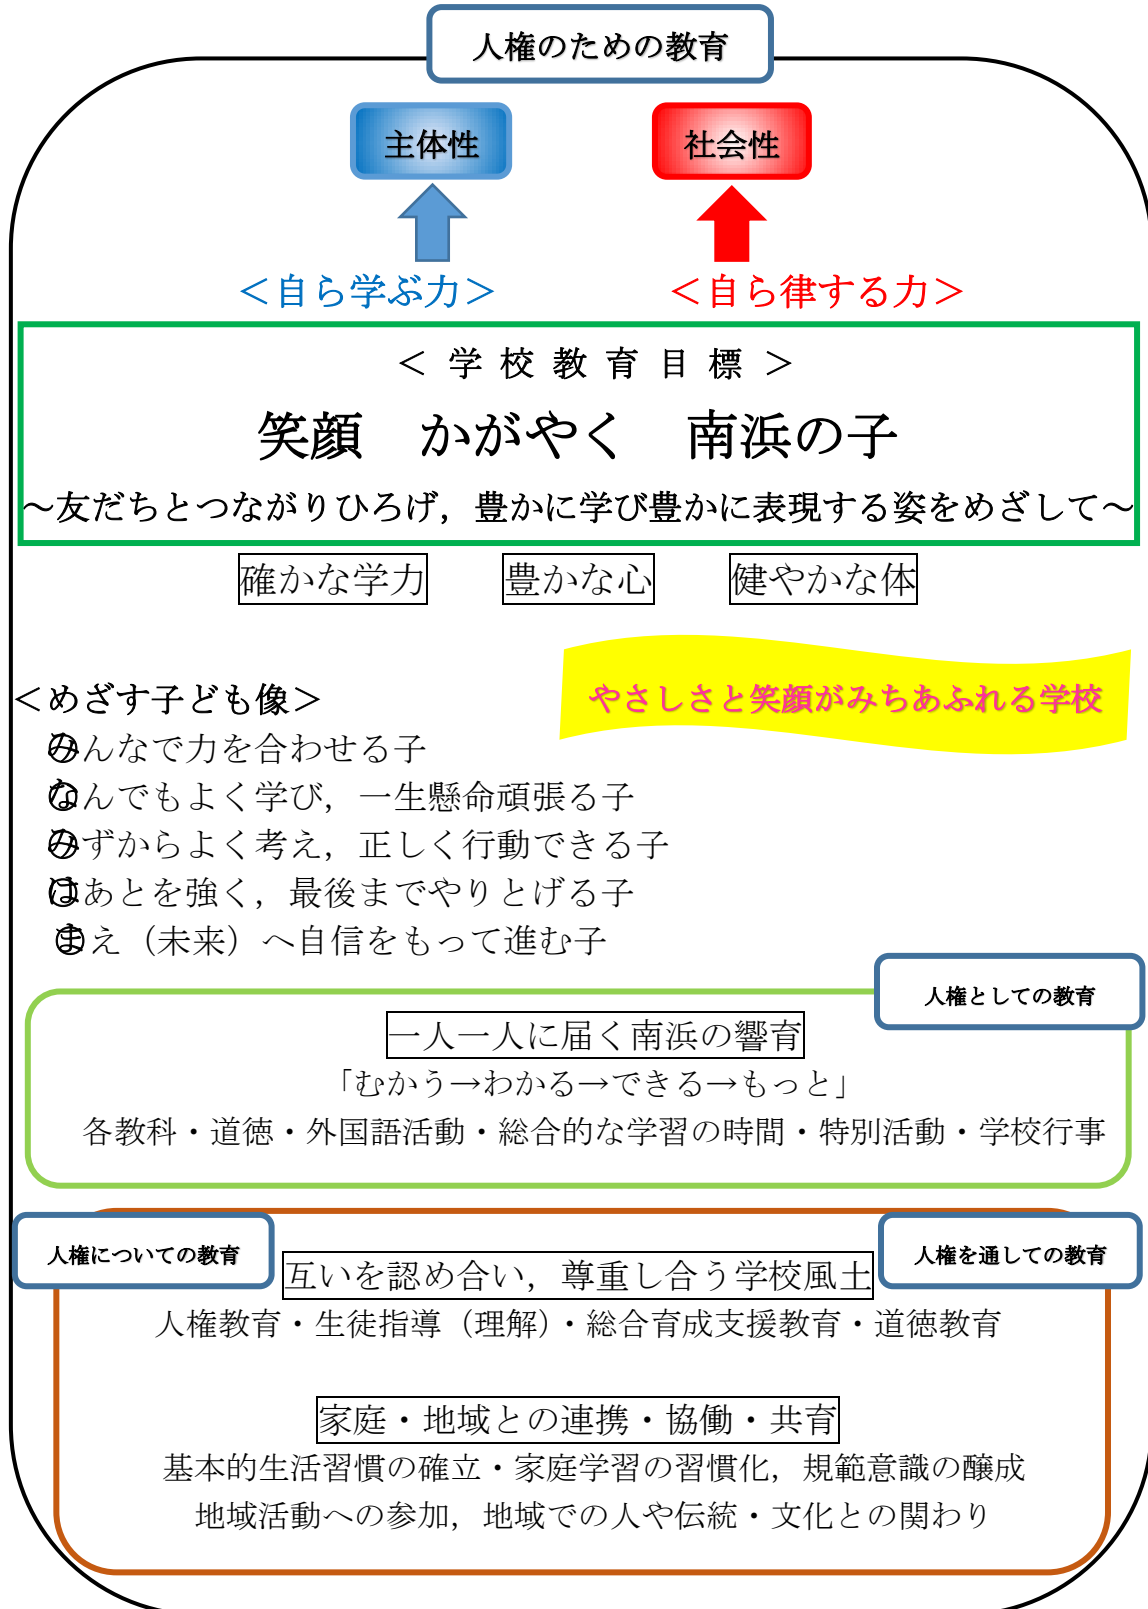 人権のための教育
主体性
社会性
＜自ら学ぶ力＞
＜自ら律する力＞
＜学校教育目標＞
笑顔　かがやく　南浜の子
～友だちとつながりひろげ，豊かに学び豊かに表現する姿をめざして～
確かな学力
豊かな心
健やかな体
やさしさと笑顔がみちあふれる学校
＜めざす子ども像＞
みんなで力を合わせる子
なんでもよく学び，一生懸命頑張る子
みずからよく考え，正しく行動できる子
はあとを強く，最後までやりとげる子
まえ（未来）へ自信をもって進む子
人権としての教育
一人一人に届く南浜の響育
「むかう→わかる→できる→もっと」
各教科・道徳・外国語活動・総合的な学習の時間・特別活動・学校行事
人権についての教育
人権を通しての教育
互いを認め合い，尊重し合う学校風土
人権教育・生徒指導（理解）・総合育成支援教育・道徳教育
家庭・地域との連携・協働・共育
基本的生活習慣の確立・家庭学習の習慣化，規範意識の醸成
地域活動への参加，地域での人や伝統・文化との関わり